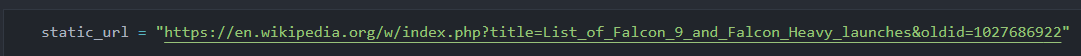 static_url = "https://en.wikipedia.org/w/index.php?title=List_of_Falcon_9_and_Falcon_Heavy_launches&oldid=1027686922"